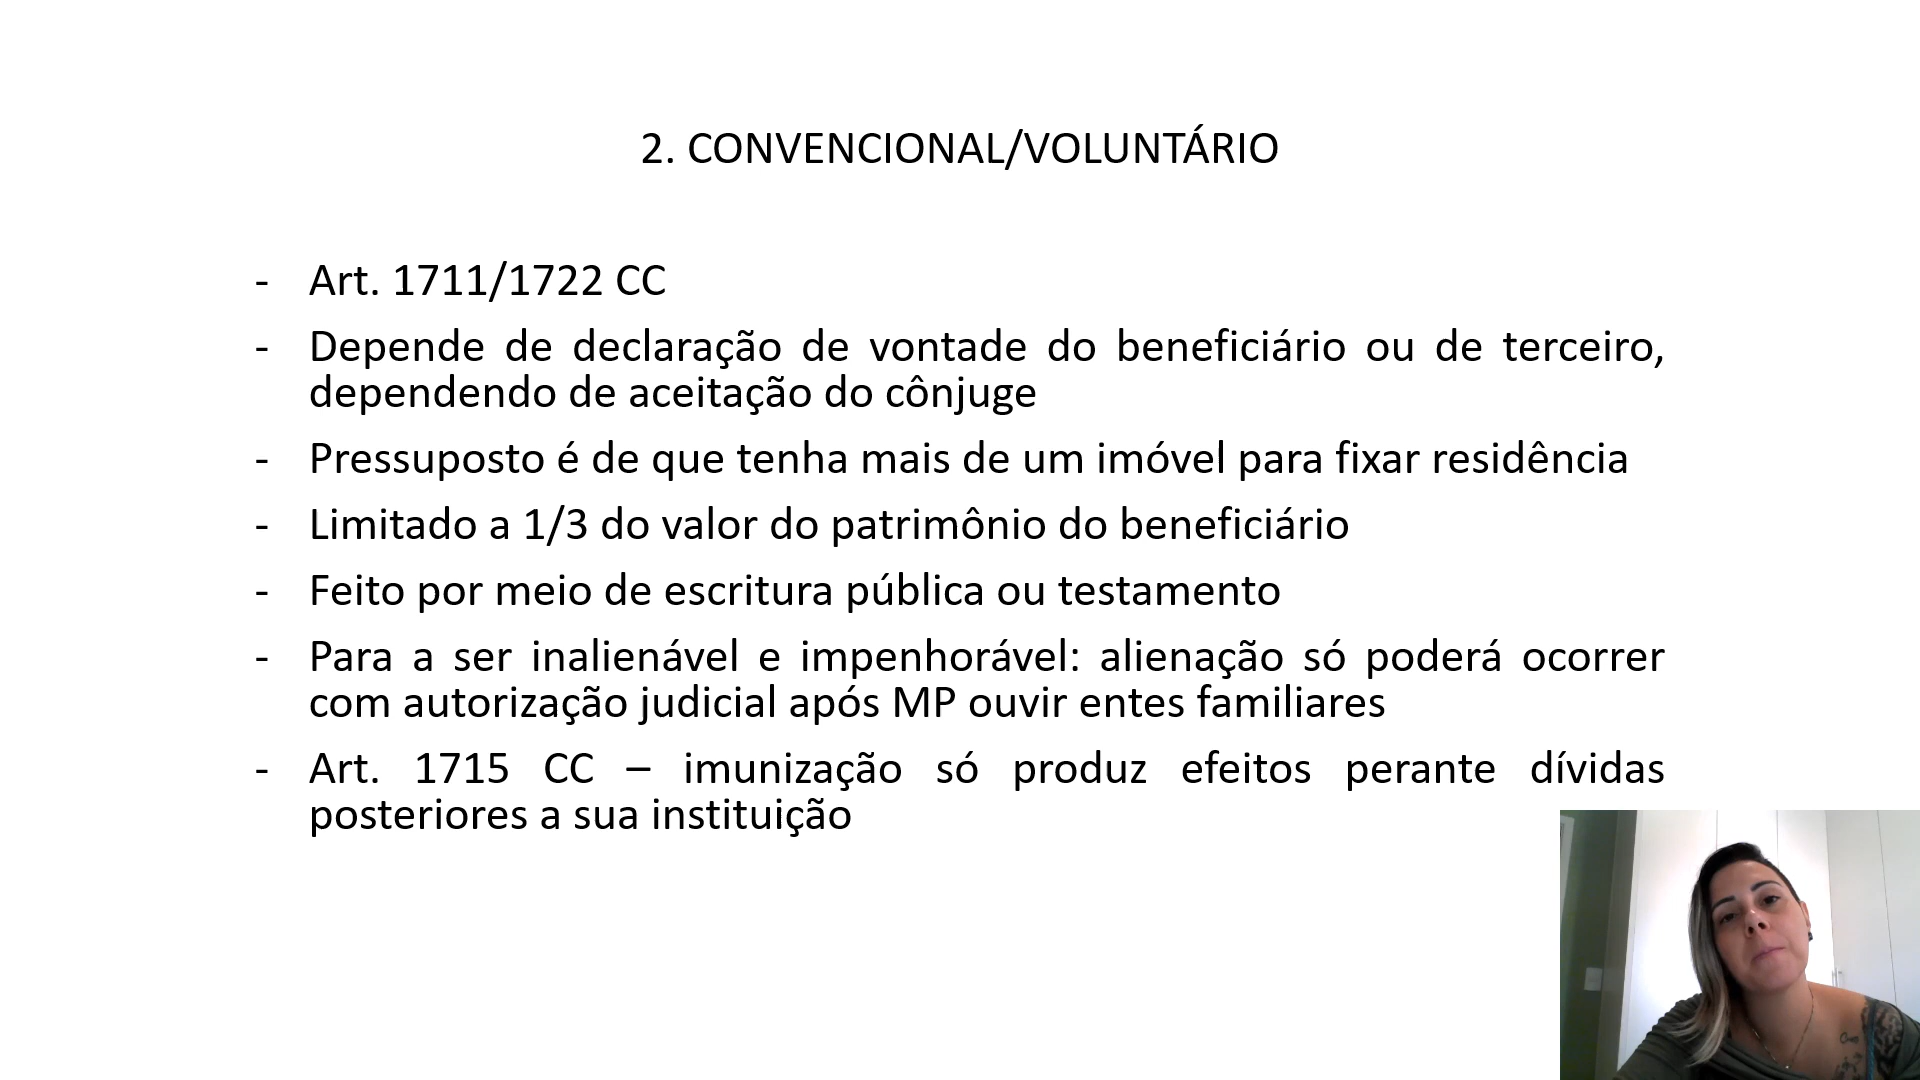 2. CONVENCIONAL/VOLUNTÁRIO
- Art. 1711/1722 CC
- Depende de declaração de vontade do beneficiário ou de terceiro,
dependendo de aceitação do cônjuge
- Pressuposto é de que tenha mais de um imóvel para fixar residência
- Limitado a 1/3 do valor do patrimônio do beneficiário
- Feito por meio de escritura pública ou testamento
- Para a ser inalienável e impenhorável: alienação só poderá ocorrer
com autorização judicial após MP ouvir entes familiares
- Art. 1715 CC – imunização só produz efeitos perante dívidas
posteriores a sua instituição